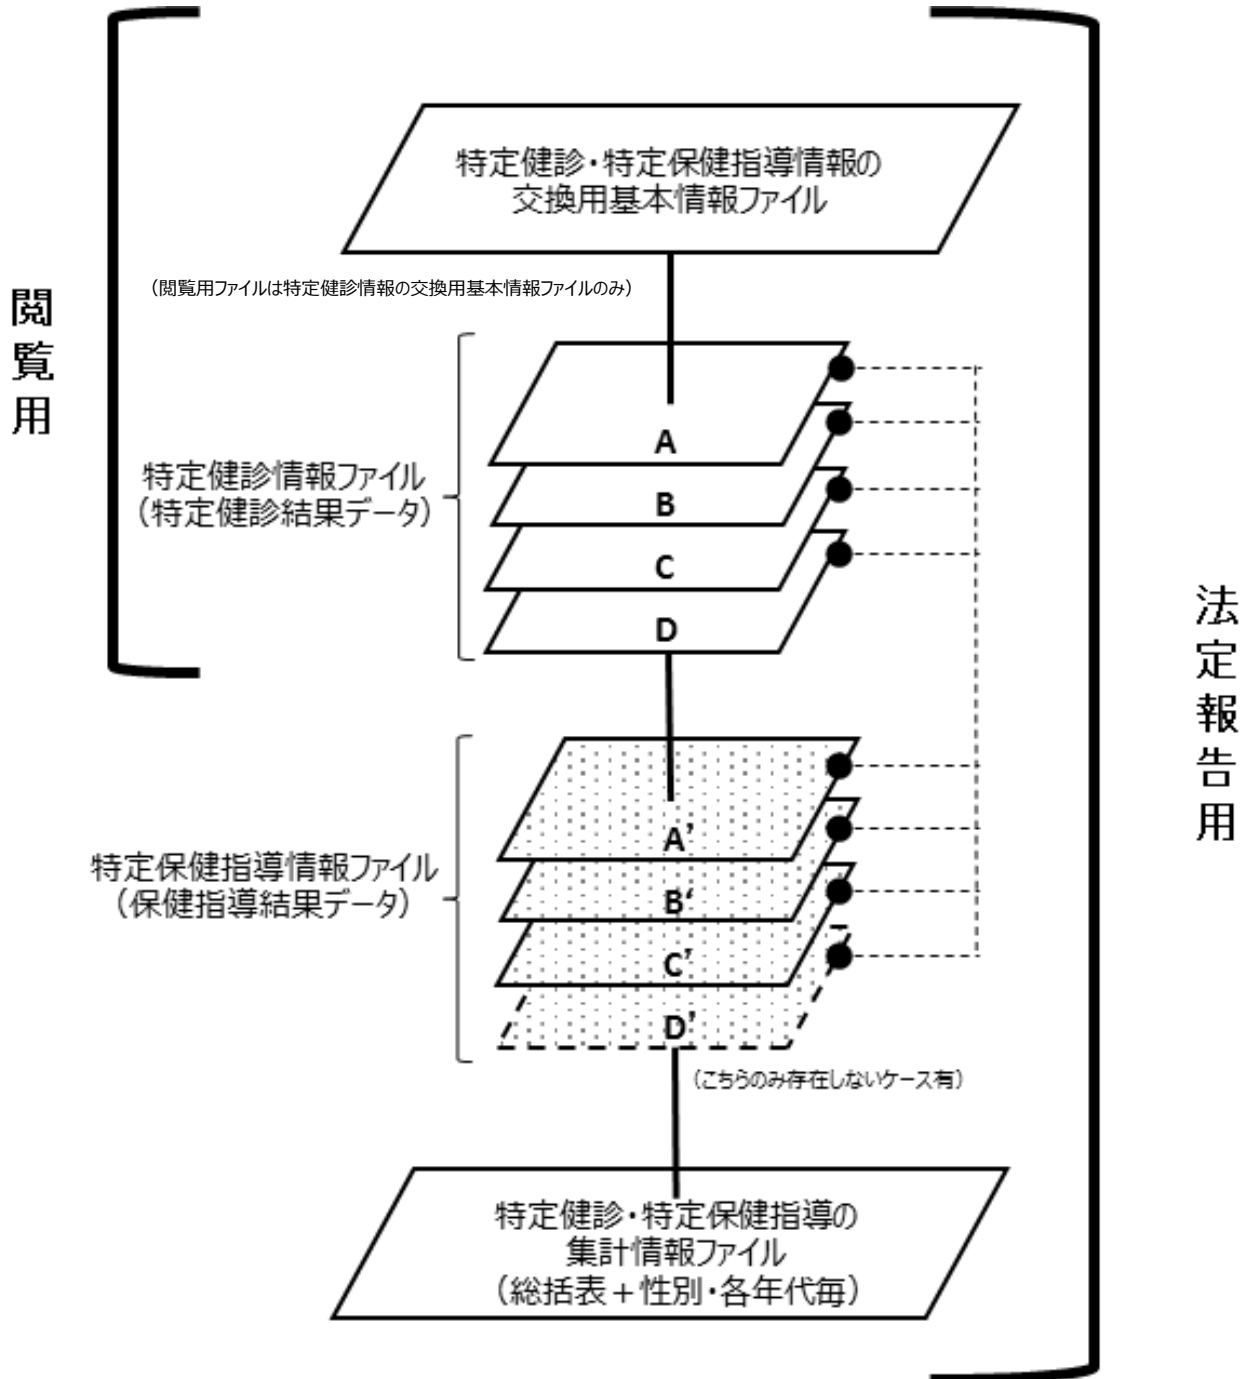 特定健診・特定保健指導情報の
交換用基本情報ファイル
（閲覧用ファイルは特定健診情報の交換用基本情報ファイルのみ）
閲覧用
A
B
C
D
特定健診情報ファイル
（特定健診結果データ）
法定報告用
A’
B‘
C’
D’
特定保健指導情報ファイル
（保健指導結果データ）
（こちらのみ存在しないケース有）
特定健診・特定保健指導の
集計情報ファイル
（総括表＋性別・各年代毎）